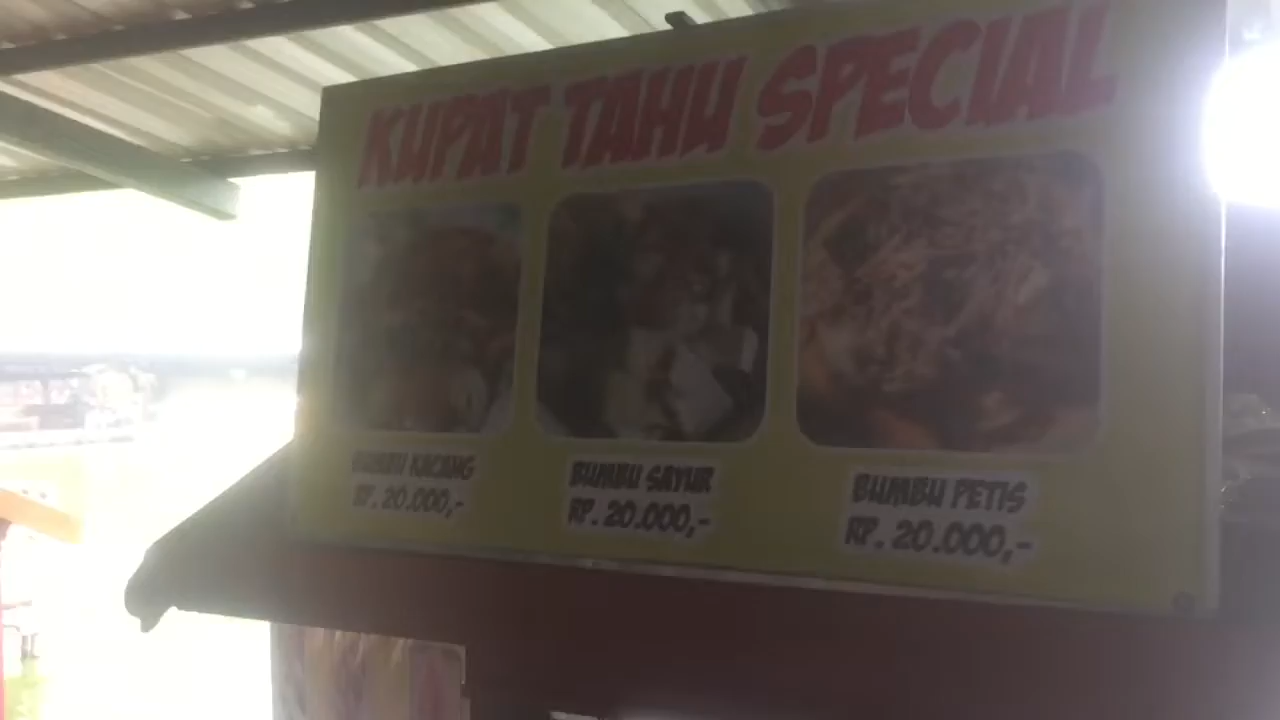 KUPAT TAHU SPECIAL
BUMBU KACANG
RP. 20.000,-
BUMBU SAYUR
RP. 20.000,-
BUMBU PETIS
RP. 20.000,-